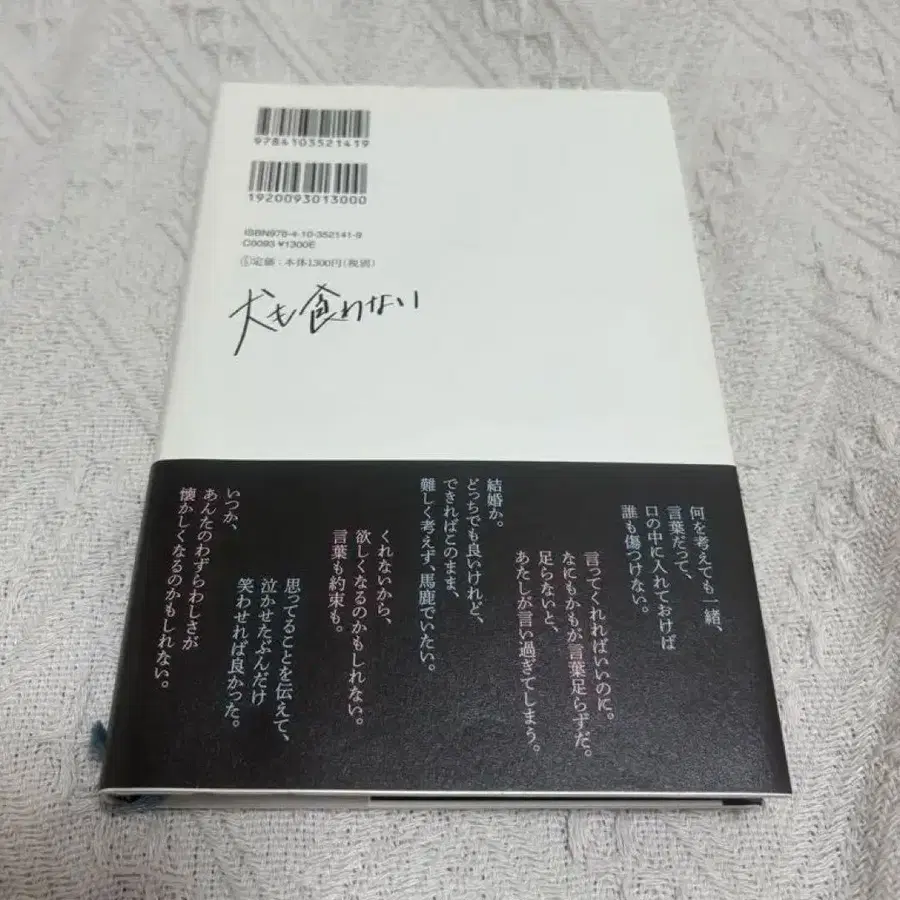 9784103521419
1920093013000
ISBN978-4-10-352141-9
C0093 ¥1300E
定価：本体1300円(税別)
犬も食わない
何を考えても一緒、
言葉だって、
口の中に入れておけば
誰も傷つけない。
言ってくれればいいのに。
なにもかもが言葉足らずだ。
足らないと、
あたしが言い過ぎてしまう。
結婚か。
どっちでも良いけれど、
できればこのまま、
難しく考えず、馬鹿でいたい。
くれないから、
欲しくなるのかもしれない。
言葉も約束も。
思ってることを伝えて、
泣かせたぶんだけ
笑わせれば良かった。
いつか、
あんたのわずらわしさが
懐かしくなるのかもしれない。